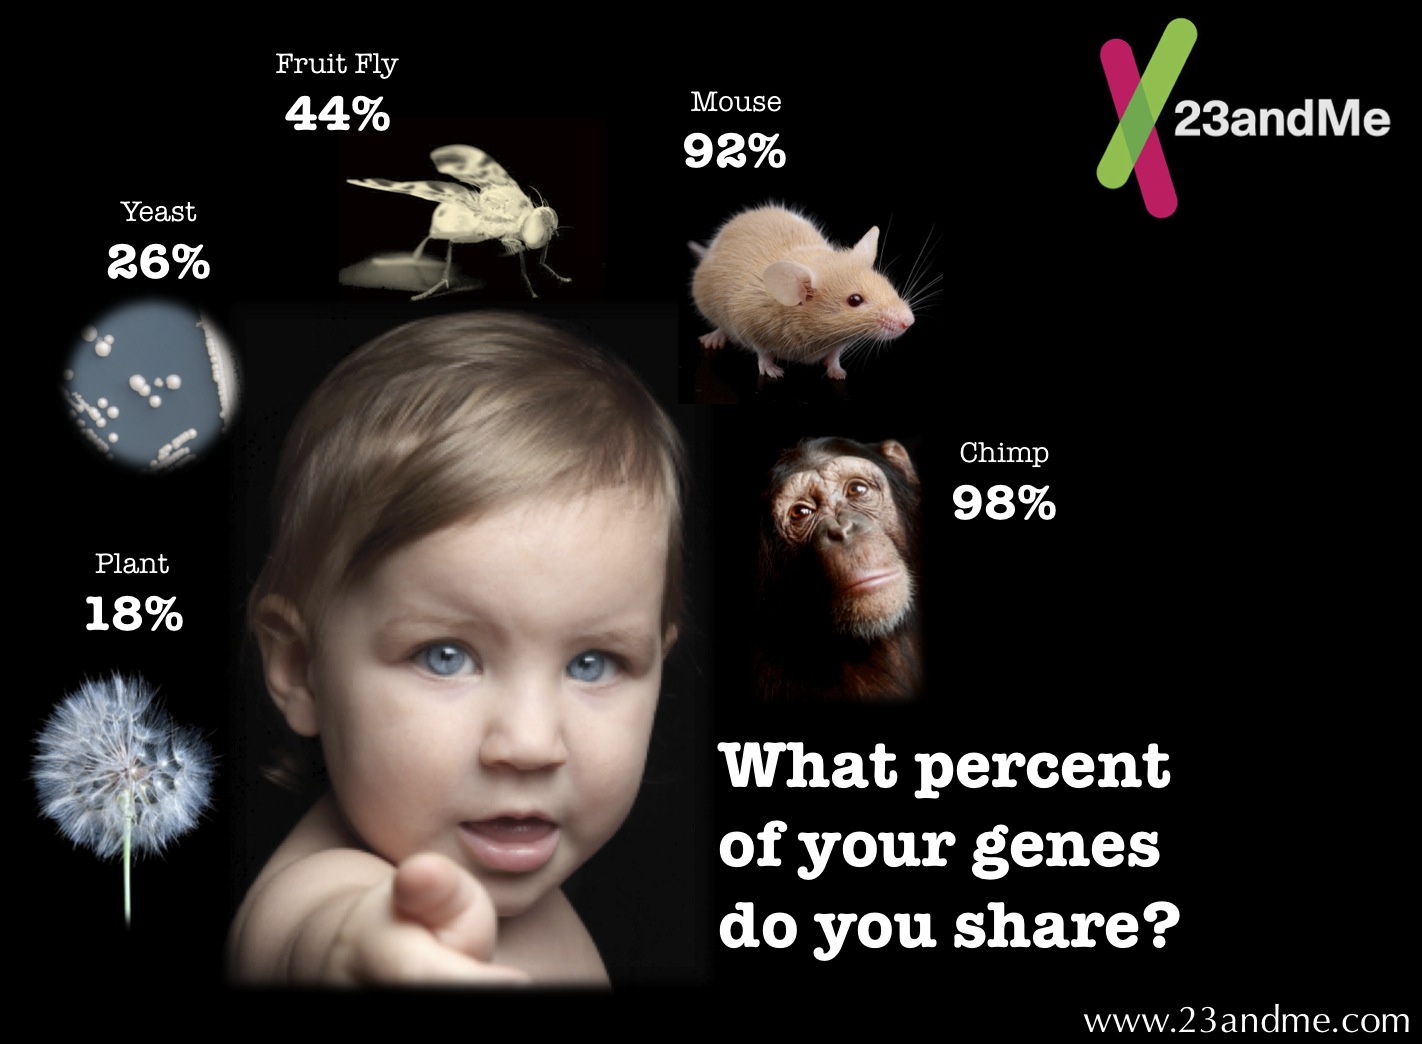 Fruit Fly
44%
Mouse
92%
23andMe
Yeast
26%
Chimp
98%
Plant
18%
What percent
of your genes
do you share?
www.23andme.com